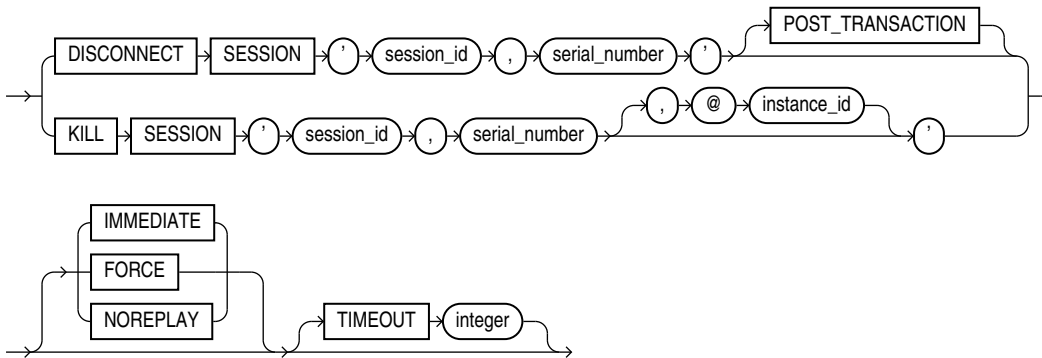 POST_TRANSACTION
DISCONNECT SESSION ’ session_id , serial_number ’
, @ instance_id
KILL SESSION ’ session_id , serial_number ’
IMMEDIATE
FORCE
NOREPLAY
TIMEOUT integer